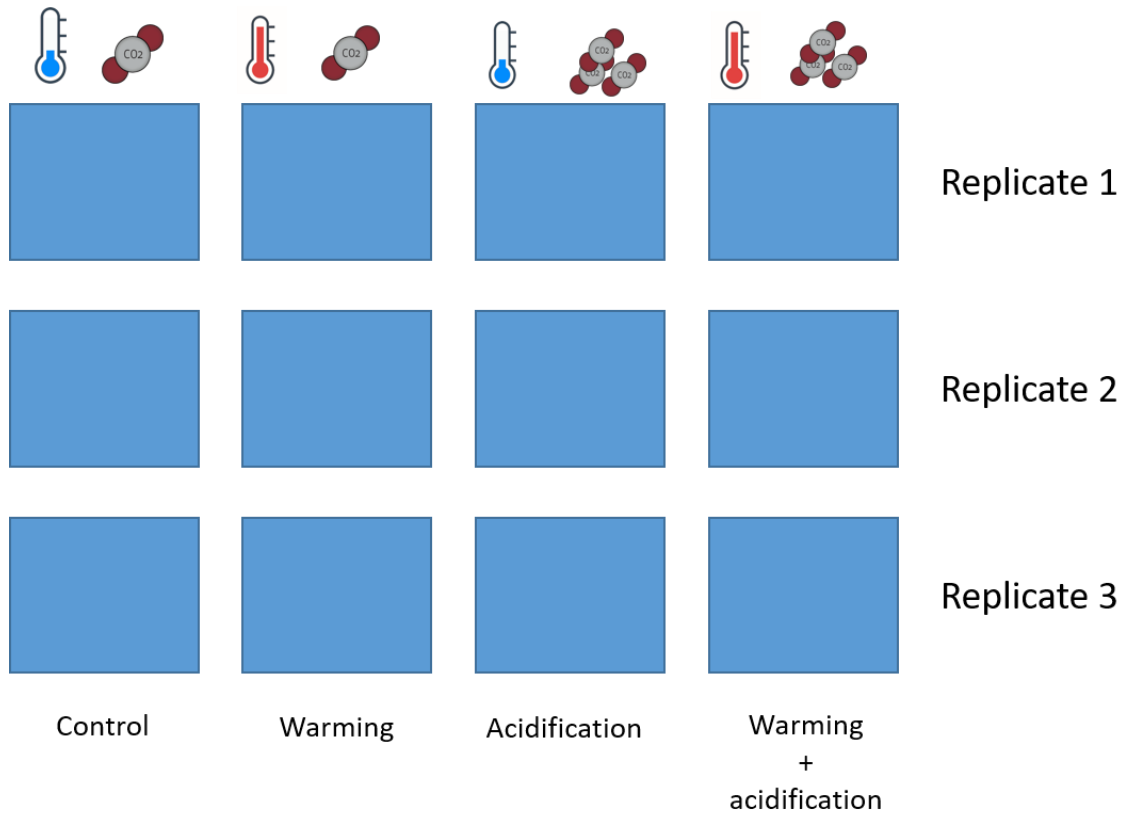 CO2
CO2
CO2
CO2
CO2
CO2
CO2
CO2
Replicate 1
Replicate 2
Replicate 3
Control
Warming
Acidification
Warming
+
acidification